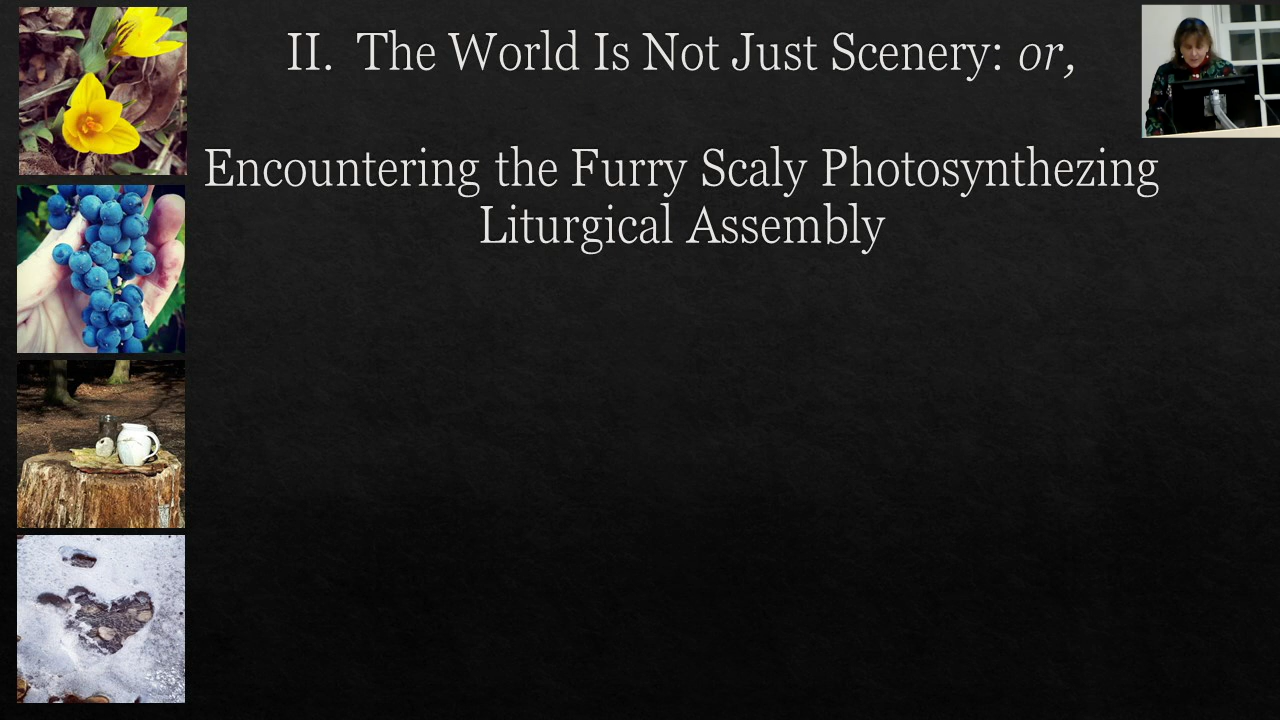 II. The World Is Not Just Scenery: or,
Encountering the Furry Scaly Photosynthezing
Liturgical Assembly